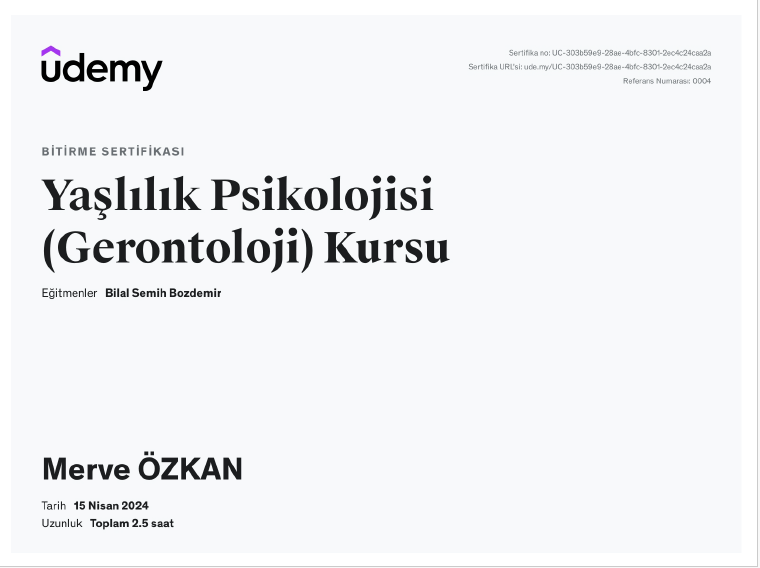 udemy
Sertifika no: UC-303b59e9-28ae-4bfc-8301-2ec4c24caa2a
Sertifika URL'si: ude.my/UC-303b59e9-28ae-4bfc-8301-2ec4c24caa2a
Referans Numarası: 0004
BİTİRME SERTİFİKASI
Yaşlılık Psikolojisi
(Gerontoloji) Kursu
Eğitmenler Bilal Semih Bozdemir
Merve ÖZKAN
Tarih 15 Nisan 2024
Uzunluk Toplam 2.5 saat